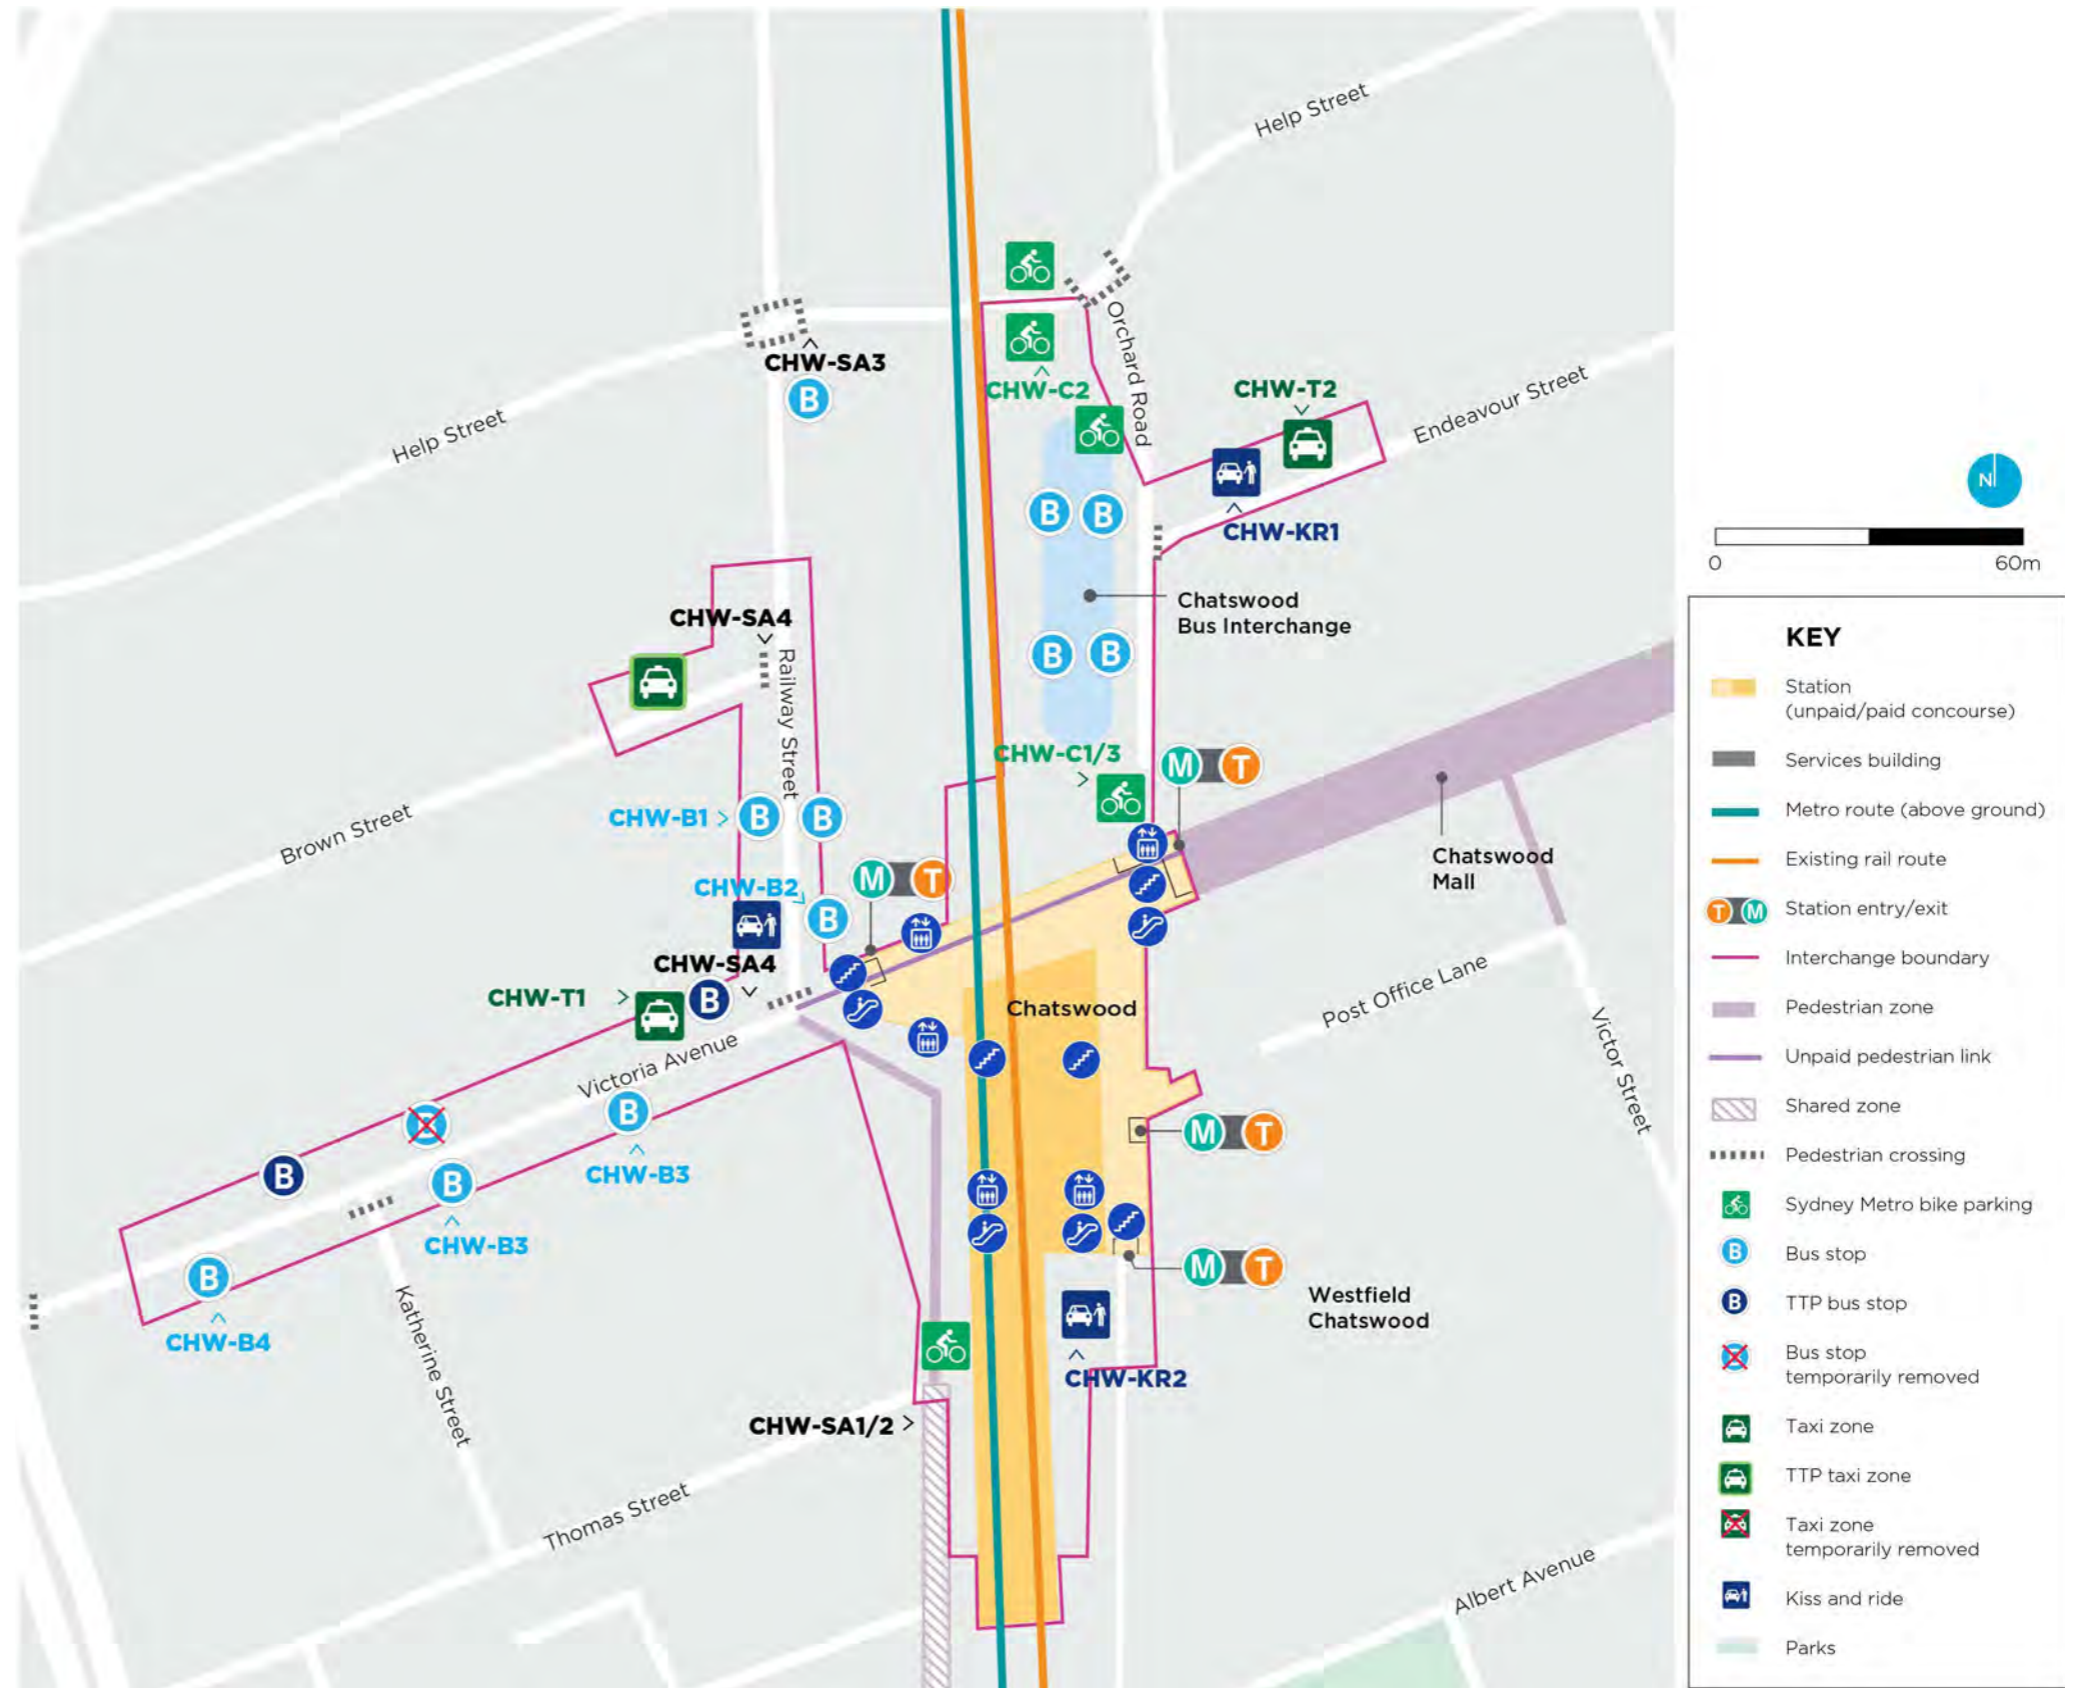 Help Street
CHW-SA3
B
Help Street
CHW-C2
Orchard Road
CHW-T2
Endeavour Street
CHW-KR1
B
B
Chatswood
Bus Interchange
B
B
CHW-SA4
Railway Street
CHW-C1/3
M T
Brown Street
CHW-B1
B
B
CHW-B2
B
M T
Chatswood
Mall
CHW-SA4
CHW-T1
B
Victoria Avenue
Chatswood
Post Office Lane
Victor Street
B
B
B
CHW-B3
M T
B
CHW-B3
B
CHW-B4
Katherine Street
M T
Westfield
Chatswood
CHW-KR2
CHW-SA1/2
Thomas Street
Albert Avenue
N
0
60m
KEY
Station
(unpaid/paid concourse)
Services building
Metro route (above ground)
Existing rail route
T M
Station entry/exit
Interchange boundary
Pedestrian zone
Unpaid pedestrian link
Shared zone
Pedestrian crossing
Sydney Metro bike parking
B
Bus stop
B
TTP bus stop
B
Bus stop
temporarily removed
Taxi zone
TTP taxi zone
Taxi zone
temporarily removed
Kiss and ride
Parks